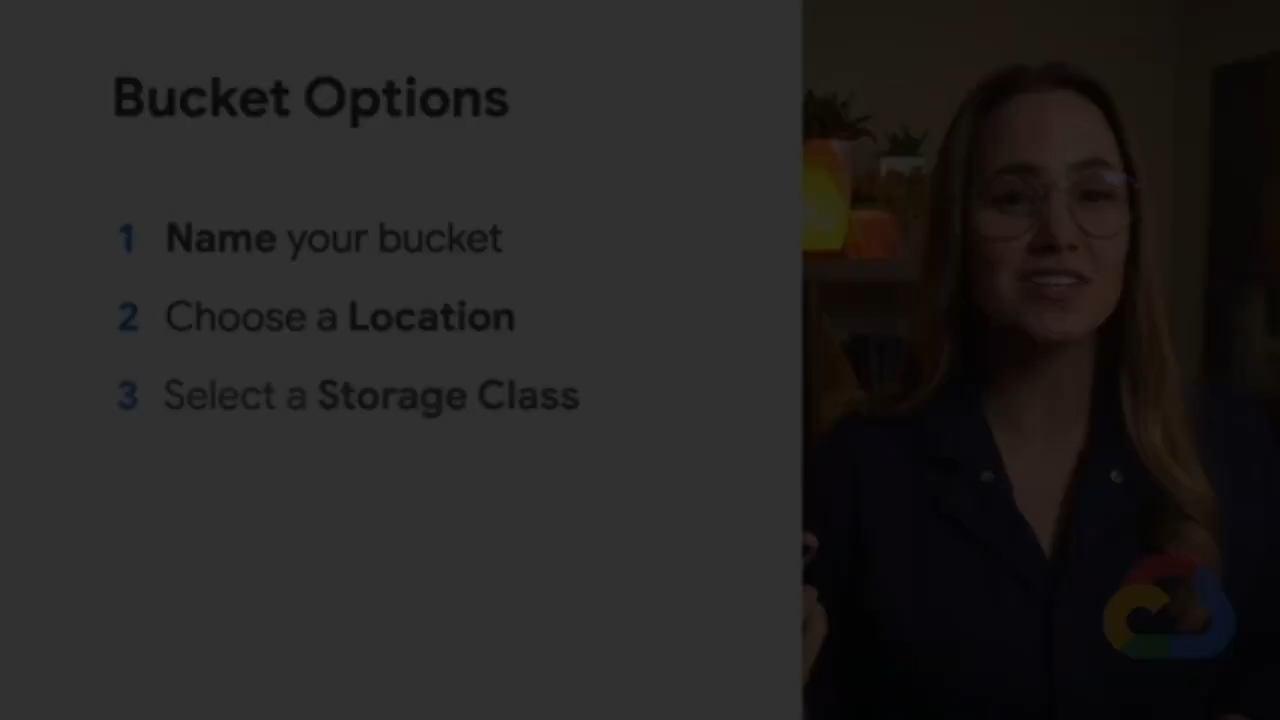 Bucket Options
1 Name your bucket
2 Choose a Location
3 Select a Storage Class